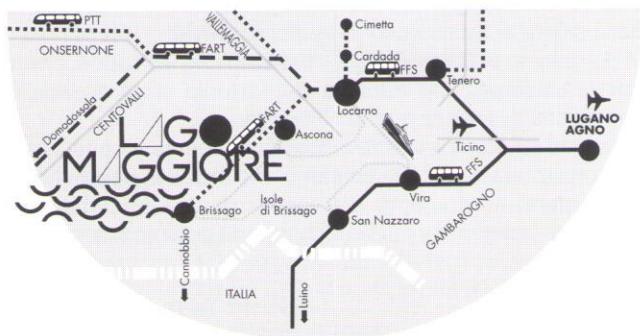 PTT
ONSERNONE
FART
VALLEMAGGIA
Cimetta
Cardada
FFS
Tenero
Locarno
Domodossola
CENTOVALLI
LAGO
MAGGIORE
FART
Ascona
Ticino
LUGANO
AGNO
Brissago
Isole
di Brissago
Vira
FFS
San Nazzaro
GAMBAROGNO
Cannobbio
ITALIA
Luino